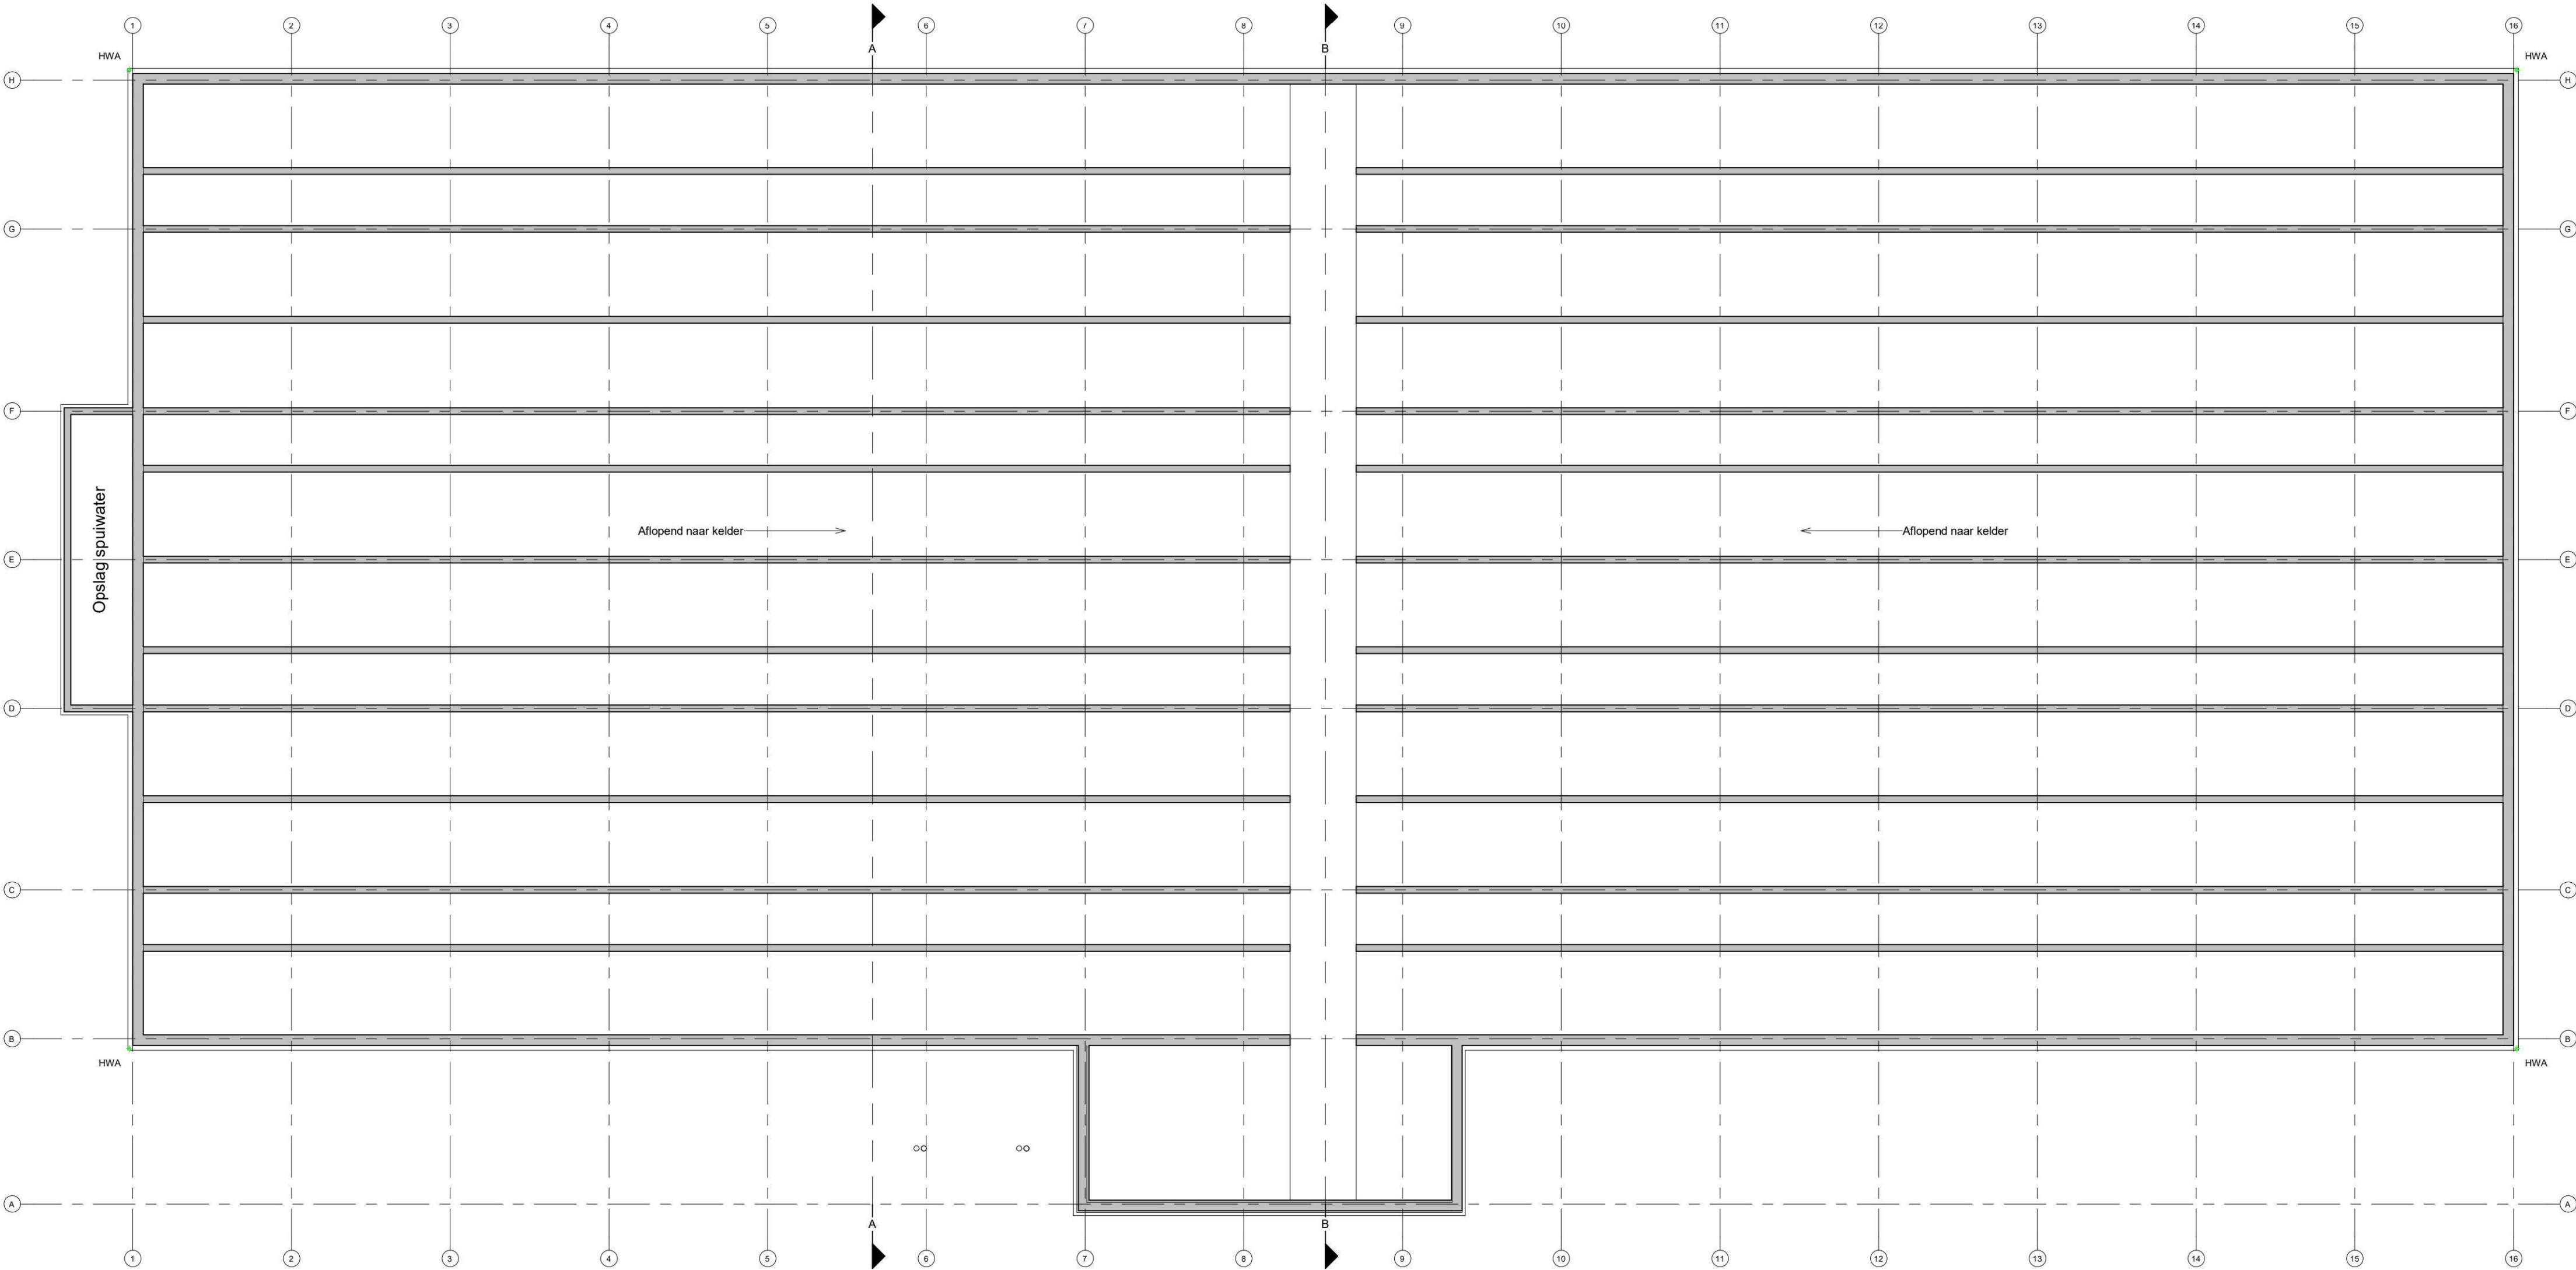 1 2 3 4 5 6 7 8 9 10 11 12 13 14 15 16
A B
HWA HWA
H H
G G
F F
Opslag spuiwater
Aflopend naar kelder Aflopend naar kelder
E E
D D
C C
B B
HWA HWA
A A
A B
1 2 3 4 5 6 7 8 9 10 11 12 13 14 15 16